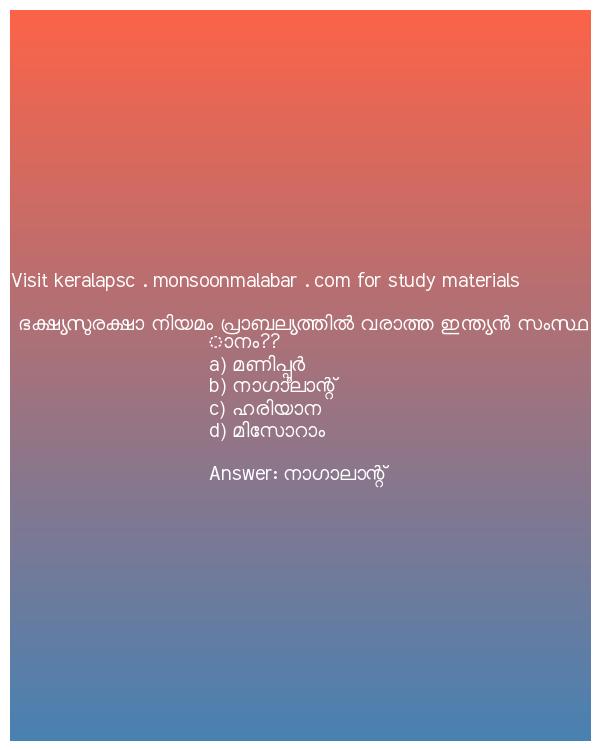 Visit keralapsc . monsoonmalabar . com for study materials
ഭക്ഷ്യസുരക്ഷാ നിയമം പ്രാബല്യത്തിൽ വരാത്ത ഇന്ത്യൻ സംസ്ഥ
ാനം??
a) മണിപ്പൂർ
b) നാഗാലാന്റ്
c) ഹരിയാന
d) മിസോറാം
Answer: നാഗാലാന്റ്